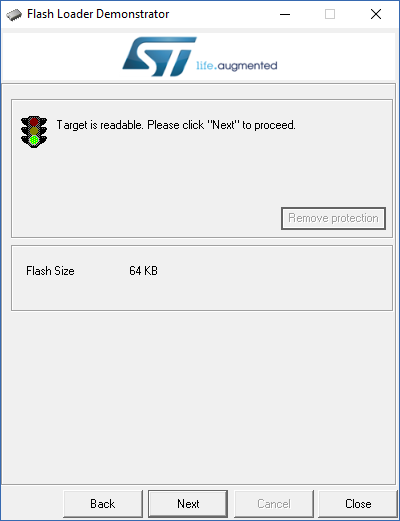 Flash Loader Demonstrator
ST
life.augmented
Target is readable. Please click "Next" to proceed.
Remove protection
Flash Size 64 KB
Back Next Cancel Close